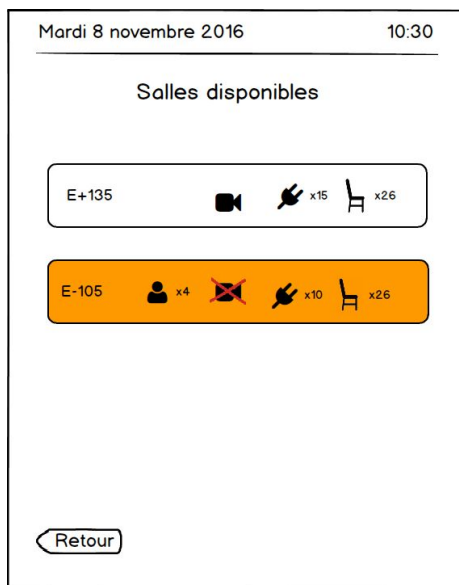 Mardi 8 novembre 2016 10:30
Salles disponibles
E+135 x15 x26
E-105 x4 x10 x26
Retour